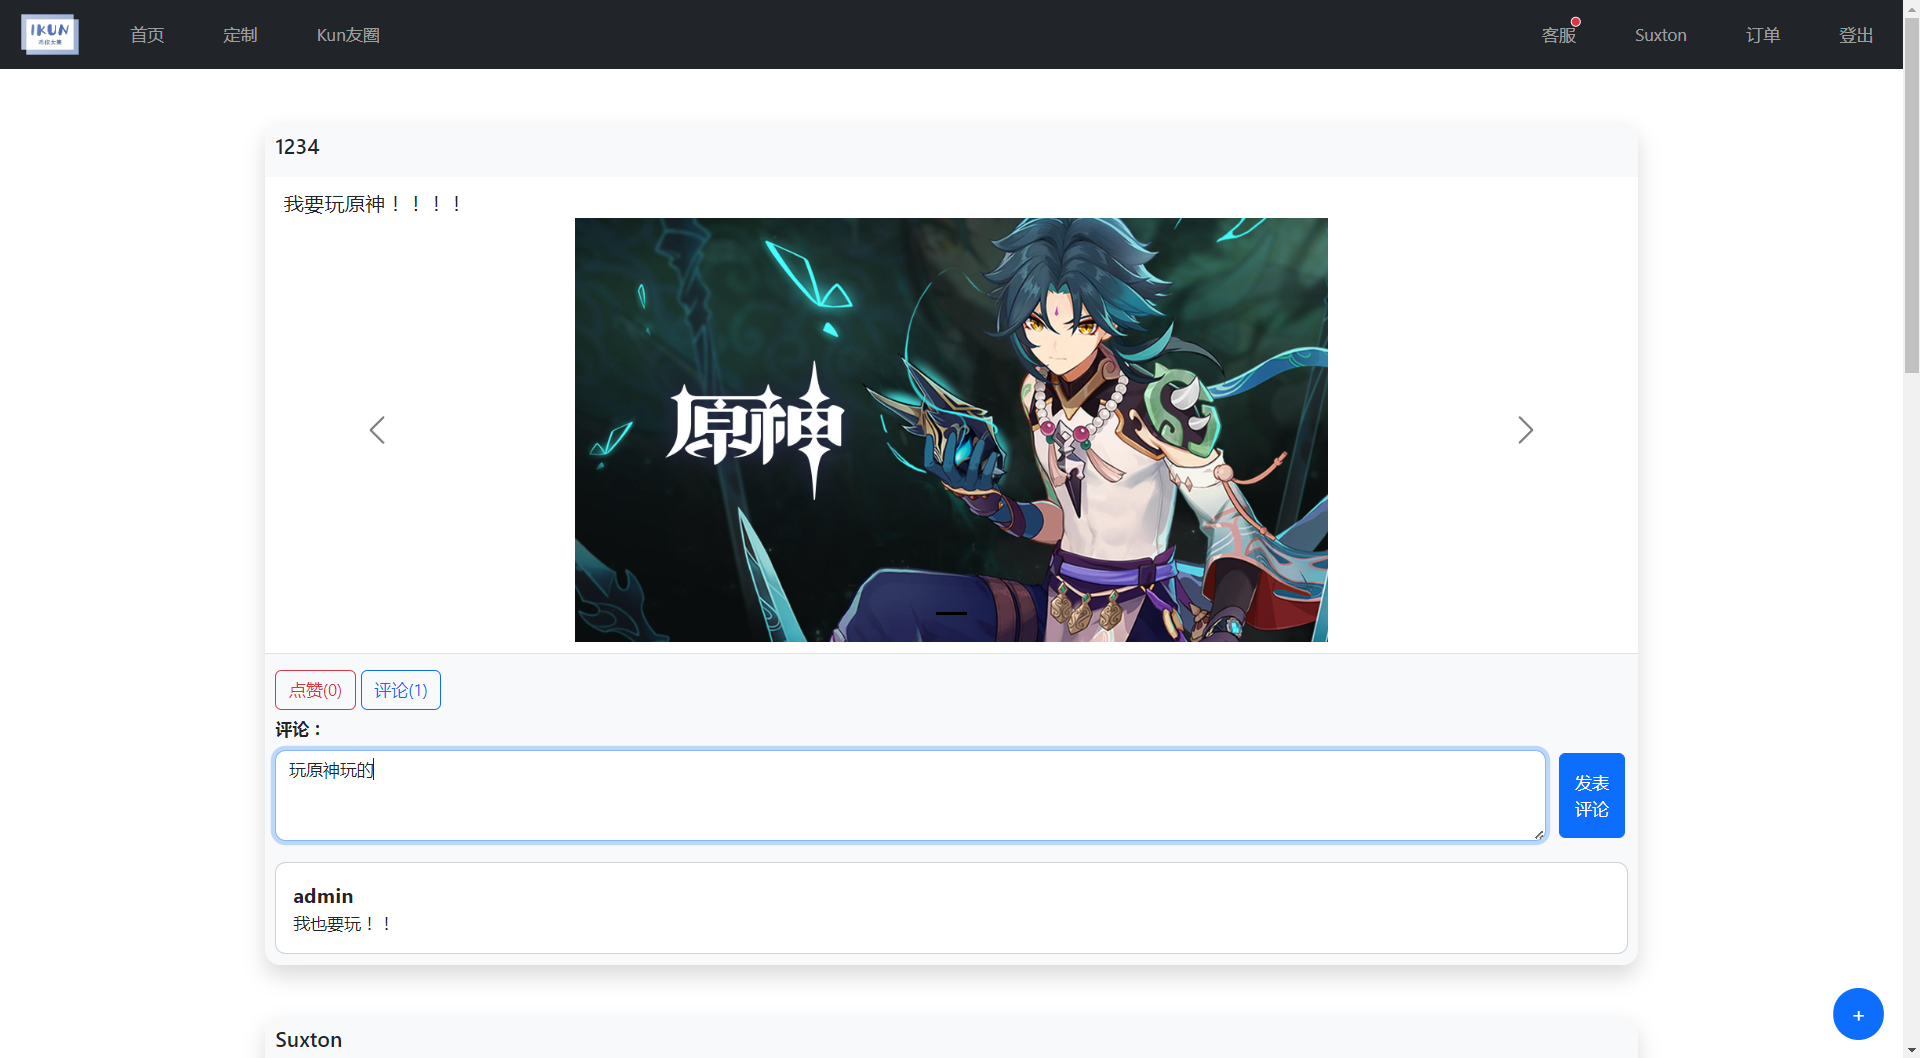 IKUN
首页
定制
Kun友圈
客服
Suxton
订单
登出
1234
我要玩原神！！！！
原神
点赞(0)
评论(1)
评论：
玩原神玩的
发表
评论
admin
我也要玩！！
Suxton
+